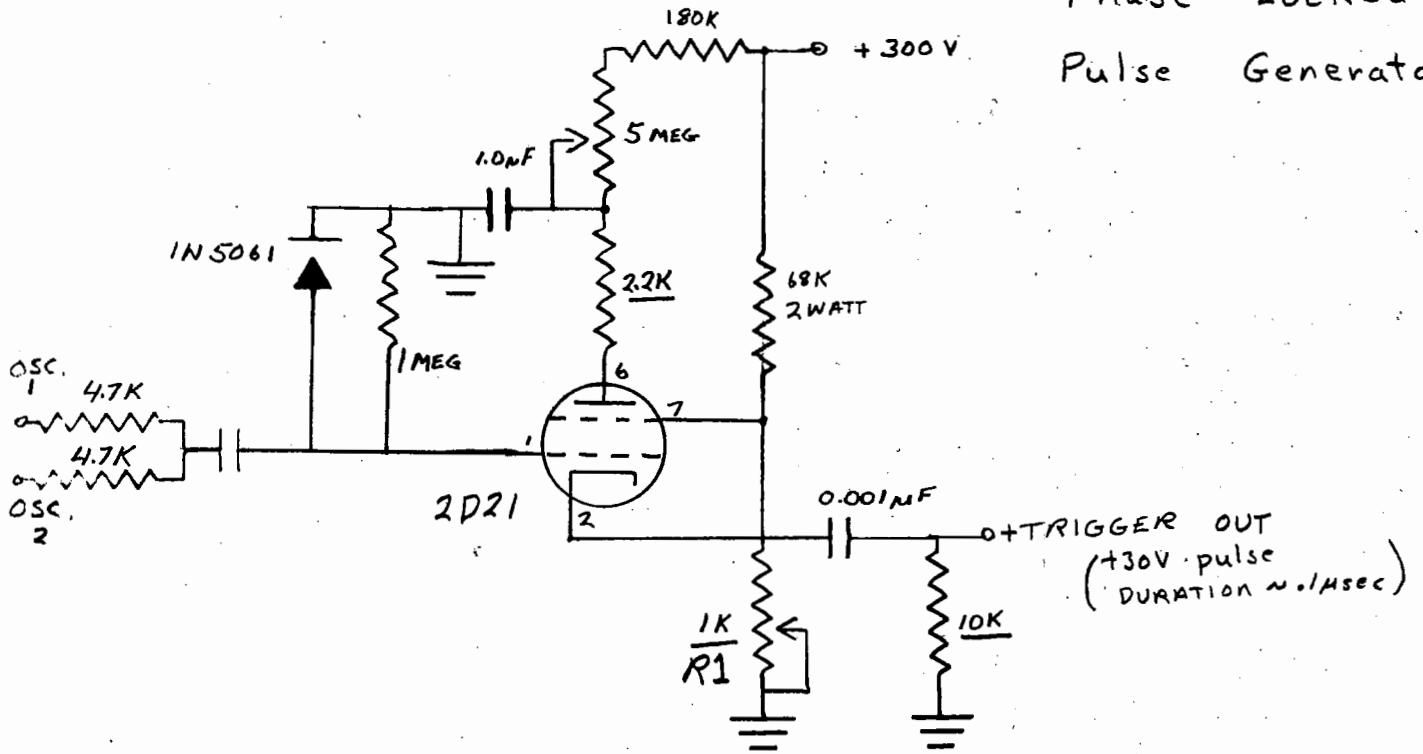 180K
+ 300 V
Pulse
5 MEG
1.0µF
1N5061
2.2K
68K
2 WATT
1 MEG
OSC.
1
4.7K
6
7
1
4.7K
OSC.
2
2D21
2
0.001µF
+TRIGGER OUT
(+30V pulse
DURATION ~ .1µsec)
1K
R1
10K